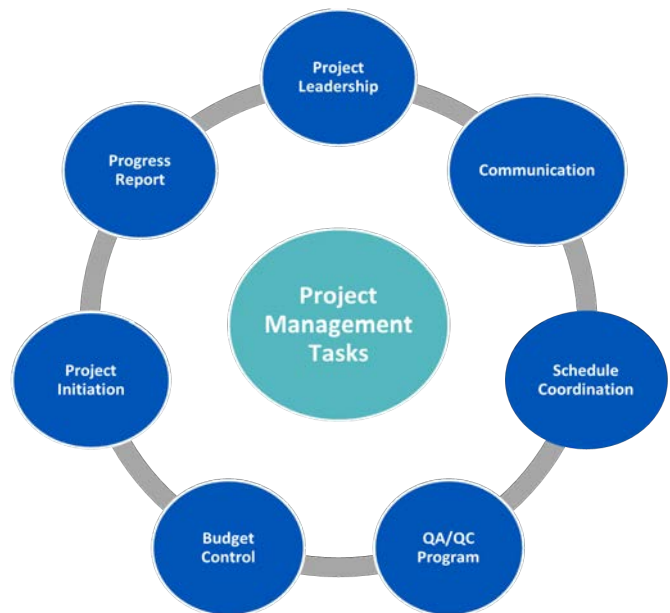 Project
Leadership
Communication
Schedule
Coordination
QA/QC
Program
Budget
Control
Project
Initiation
Progress
Report
Project
Management
Tasks